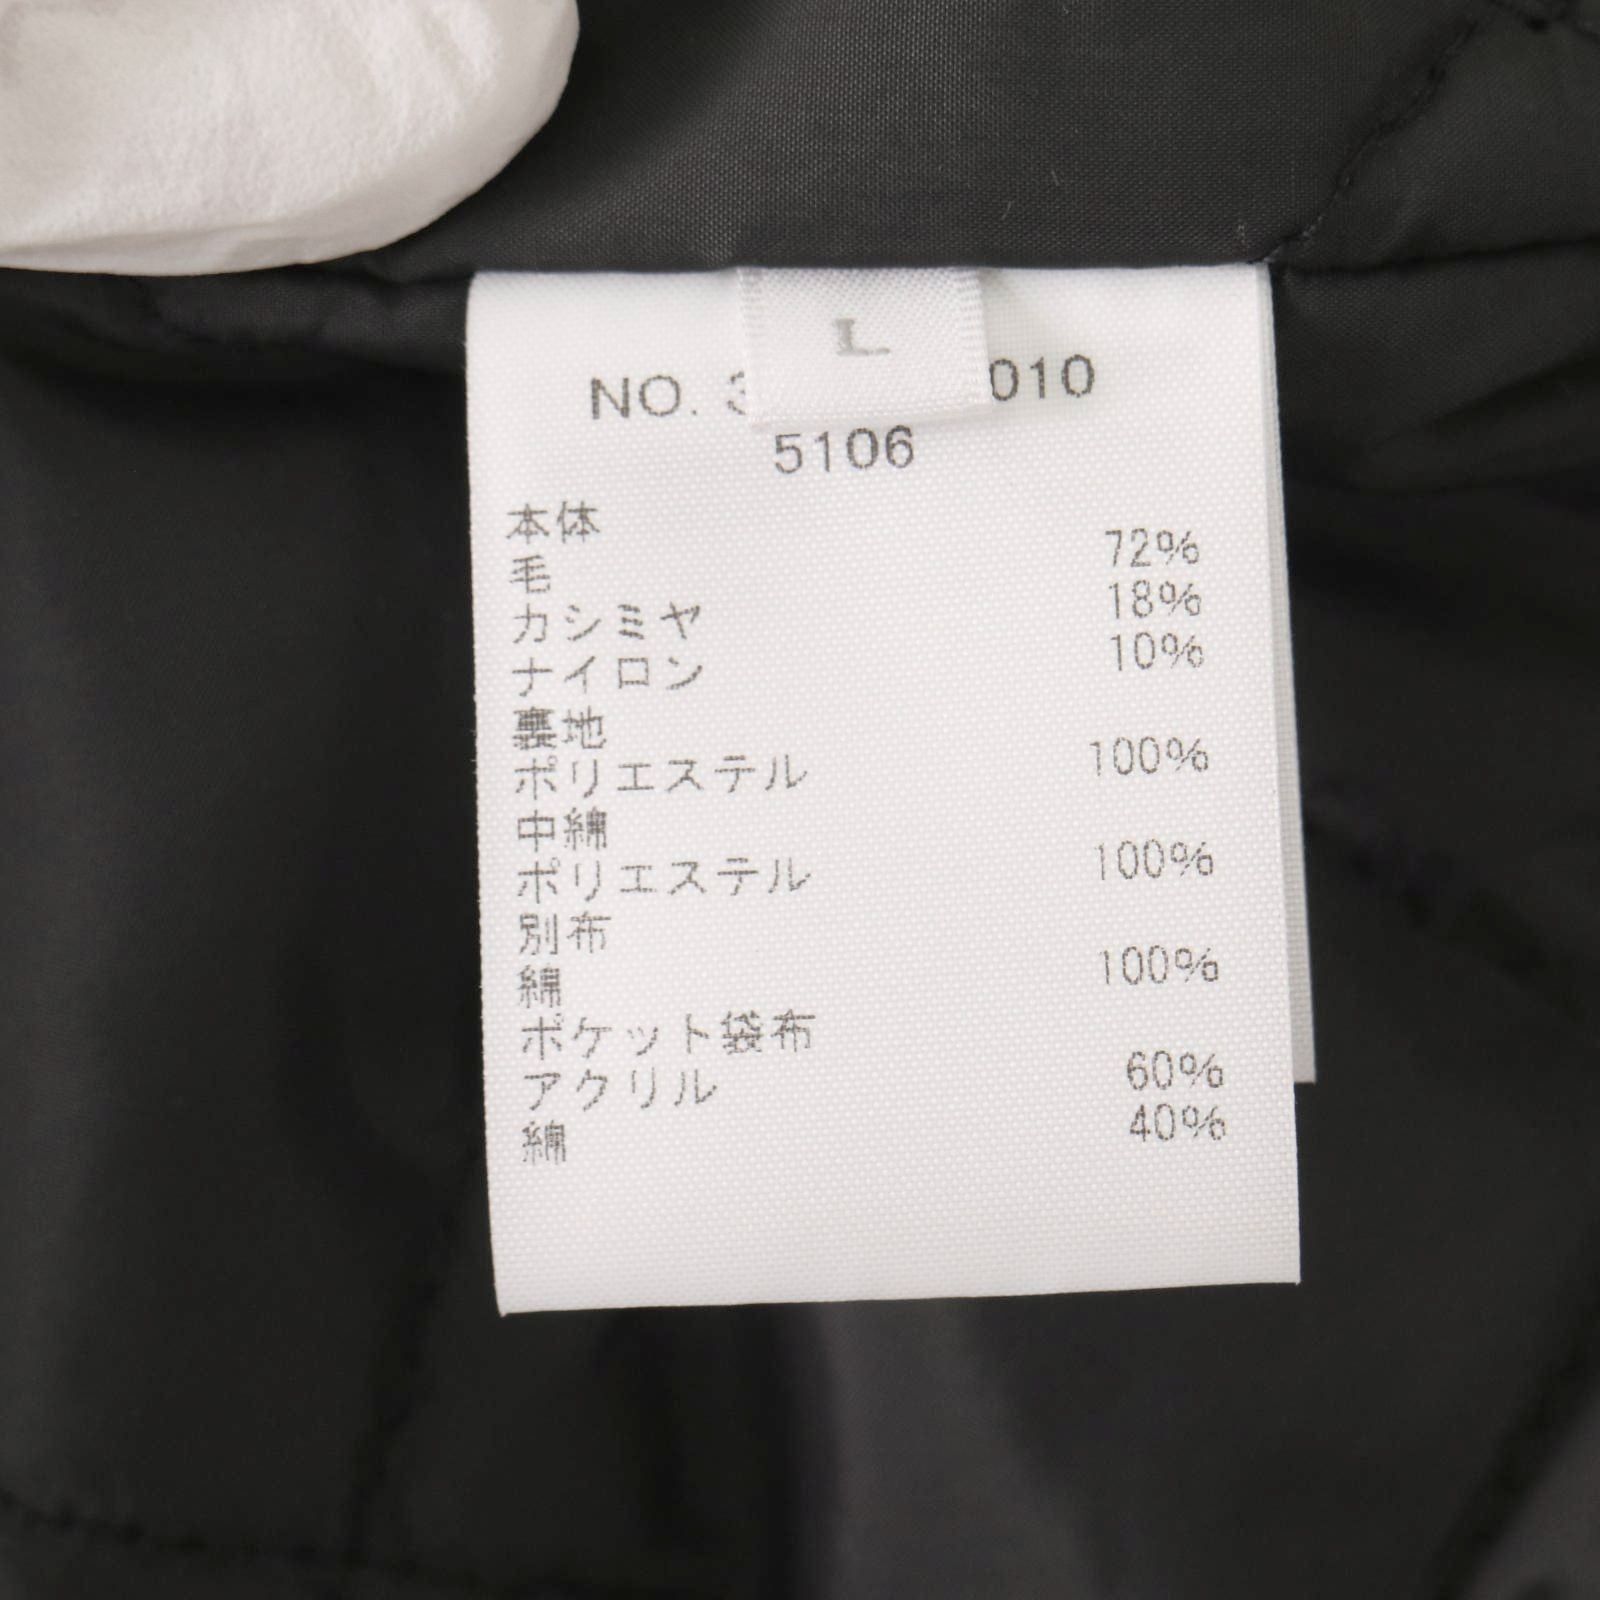 L
NO. 3 010
5106
本体
毛 72%
カシミヤ 18%
ナイロン 10%
裏地
ポリエステル 100%
中綿
ポリエステル 100%
別布
綿 100%
ポケット袋布
アクリル 60%
綿 40%